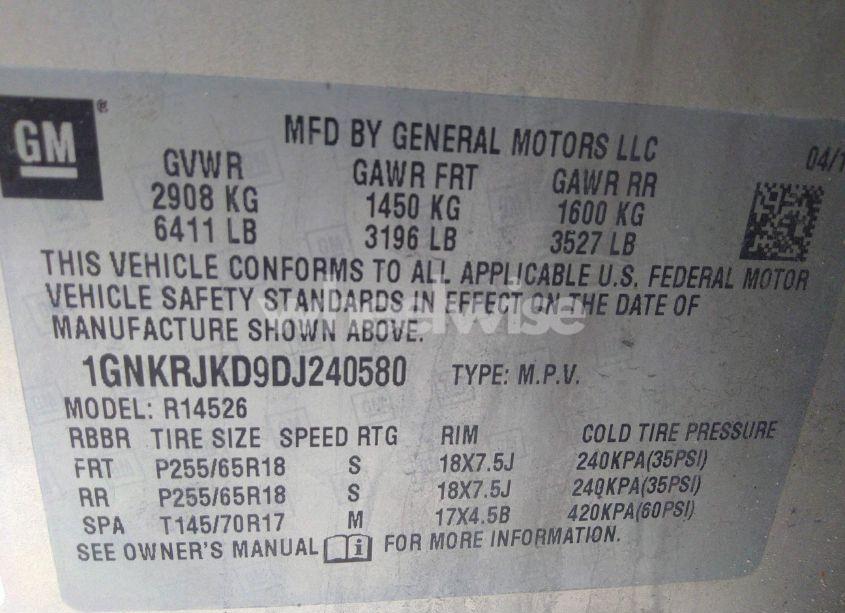 GM ®
MFD BY GENERAL MOTORS LLC
04/1
GVWR GAWR FRT GAWR RR
2908 KG 1450 KG 1600 KG
6411 LB 3196 LB 3527 LB
THIS VEHICLE CONFORMS TO ALL APPLICABLE U.S. FEDERAL MOTOR
VEHICLE SAFETY STANDARDS IN EFFECT ON THE DATE OF
MANUFACTURE SHOWN ABOVE.
wheelwise
1GNKRJKD9DJ240580 TYPE: M.P.V.
MODEL: R14526
RBBR TIRE SIZE SPEED RTG RIM COLD TIRE PRESSURE
FRT P255/65R18 S 18X7.5J 240KPA(35PSI)
RR P255/65R18 S 18X7.5J 240KPA(35PSI)
SPA T145/70R17 M 17X4.5B 420KPA(60PSI)
SEE OWNER'S MANUAL i FOR MORE INFORMATION.